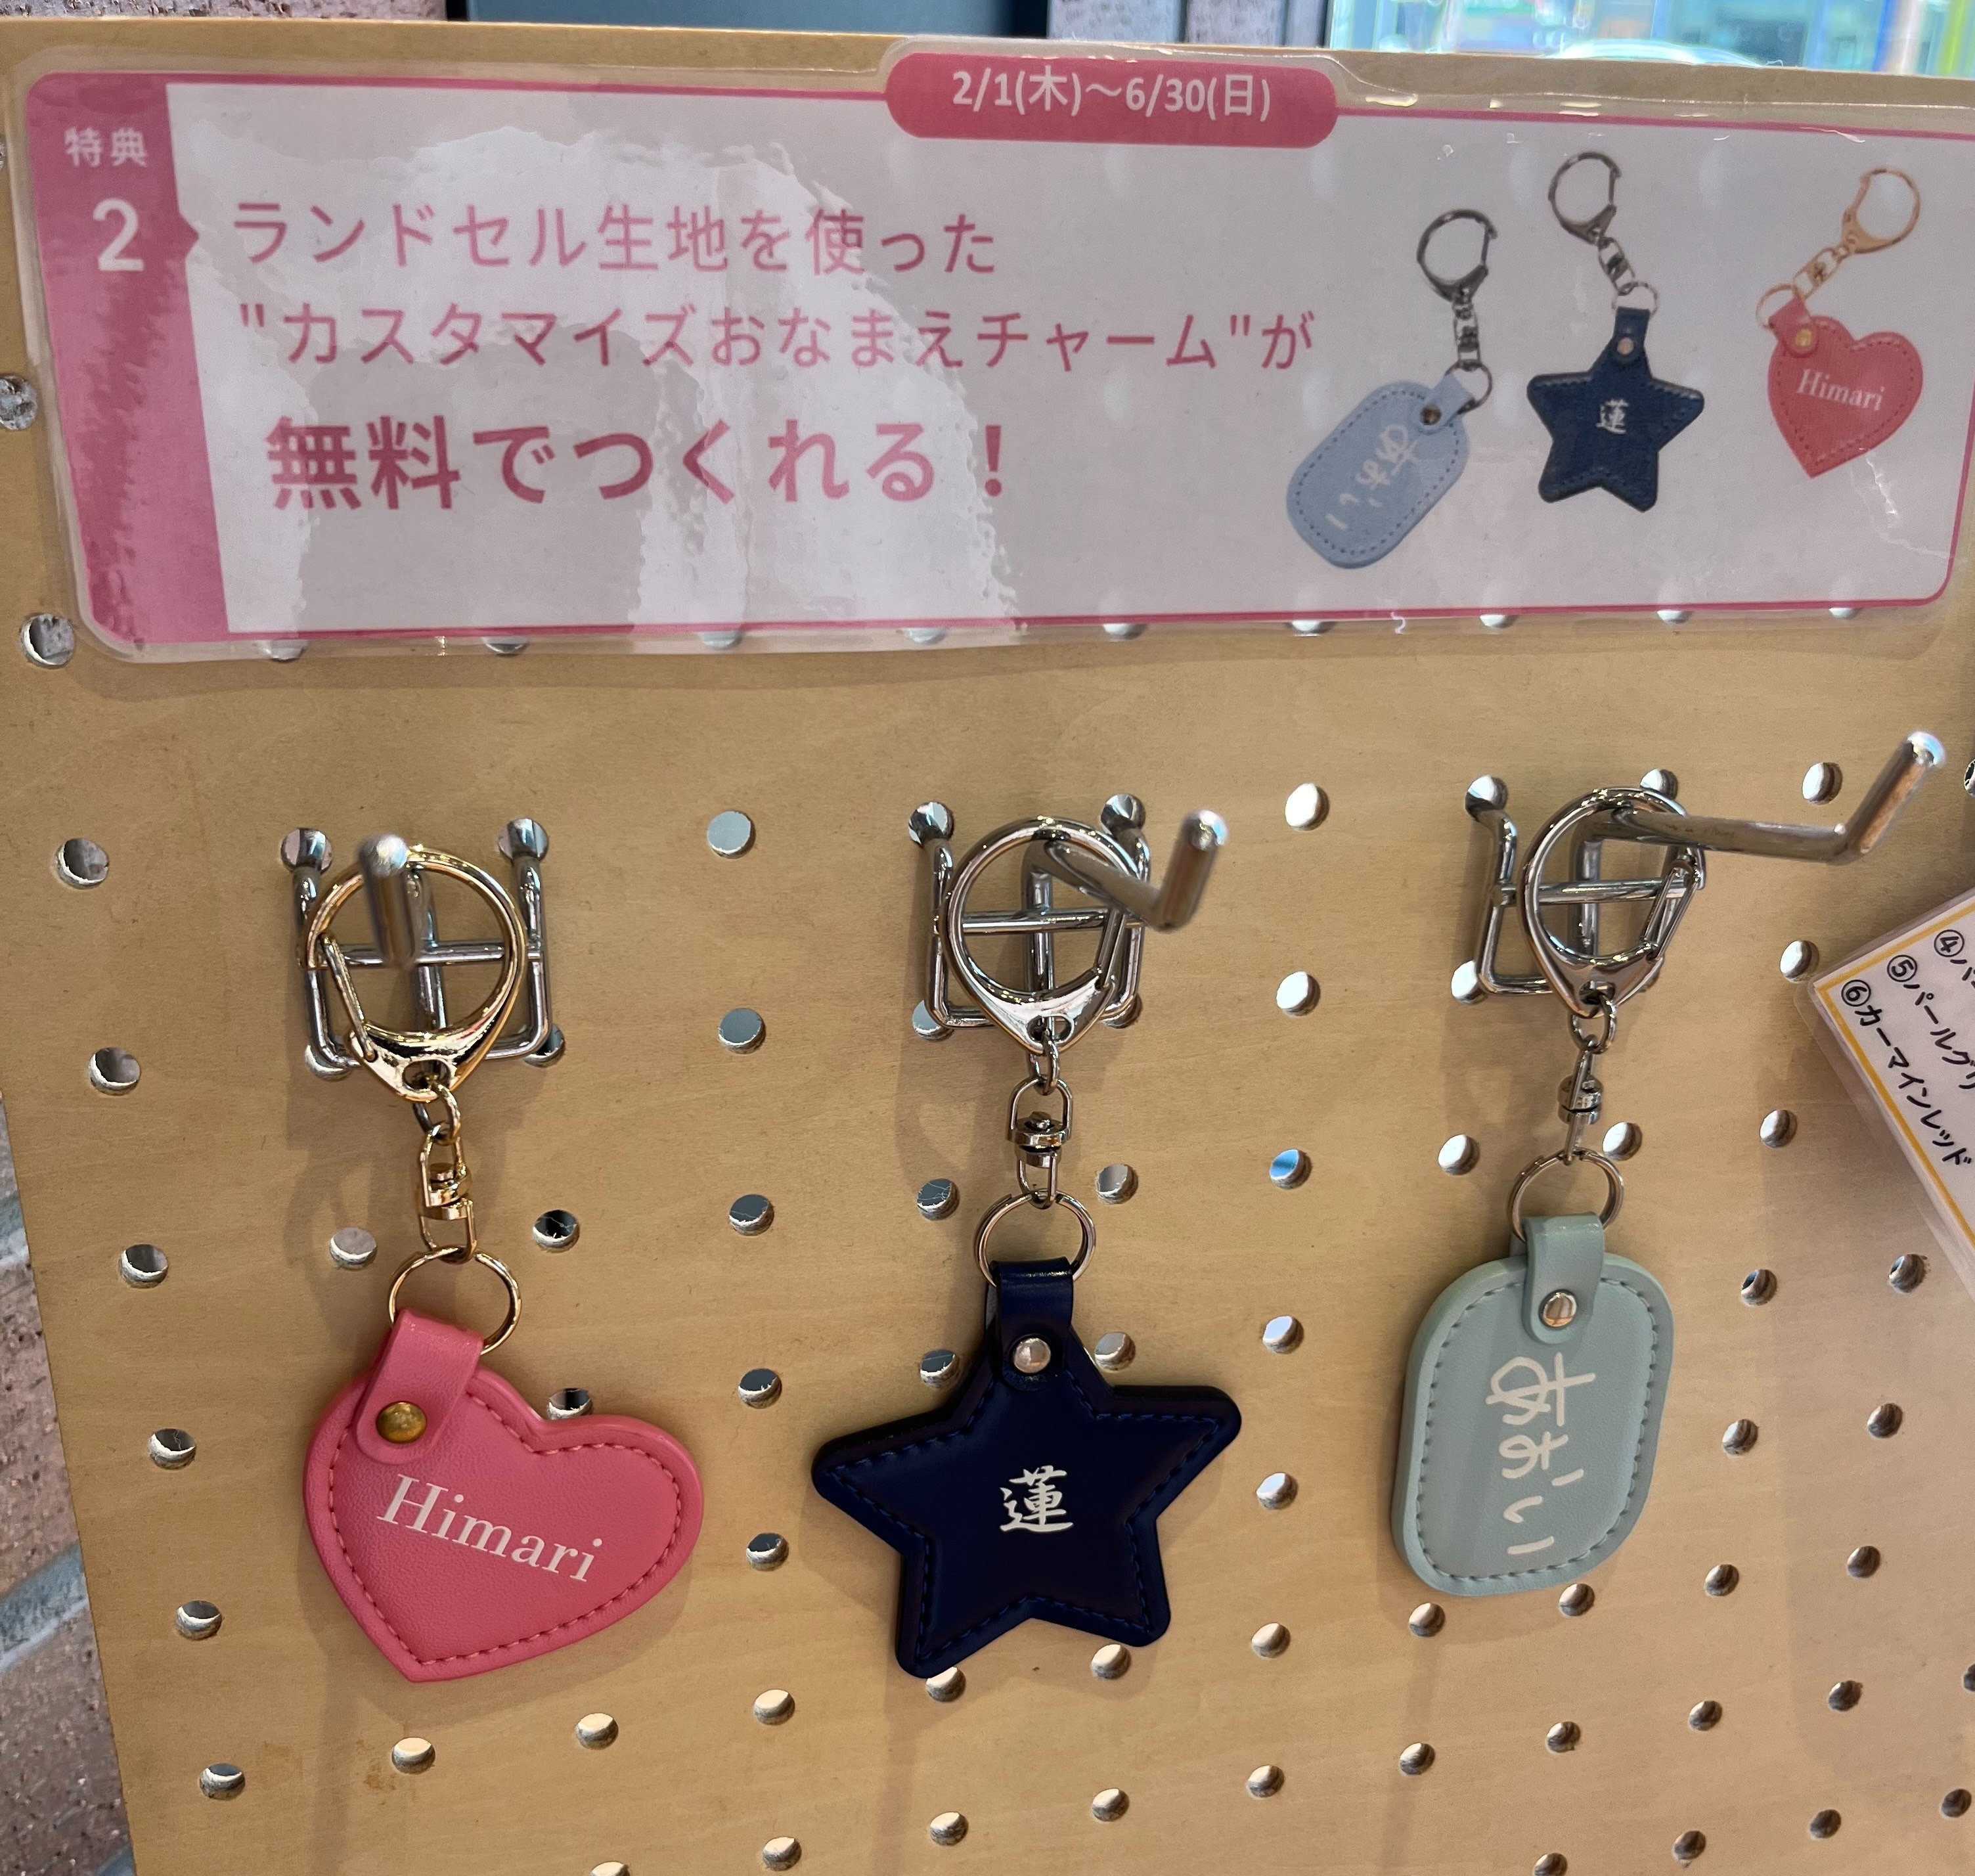 2/1(木)～6/30(日)
特典
2
ランドセル生地を使った
"カスタマイズおなまえチャーム"が
無料でつくれる！
あおい
蓮
Himari
Himari
蓮
あおい
④パ
⑤パールグリ
⑥カーマインレッド